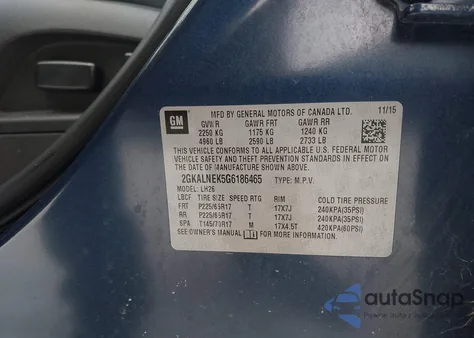 GM
MFD BY GENERAL MOTORS OF CANADA LTD. 11/15
GVWR GAWR FRT GAWR RR
2250 KG 1175 KG 1240 KG
4960 LB 2590 LB 2733 LB
THIS VEHICLE CONFORMS TO ALL APPLICABLE U.S. FEDERAL MOTOR
VEHICLE SAFETY AND THEFT PREVENTION STANDARDS IN EFFECT ON
THE DATE OF MANUFACTURE SHOWN ABOVE.
2GKALNEK5G6186465 TYPE: M.P.V.
MODEL: LH26
LBCF TIRE SIZE SPEED RTG RIM COLD TIRE PRESSURE
FRT P225/65R17 T 17X7J 240KPA(35PSI)
RR P225/65R17 T 17X7J 240KPA(35PSI)
SPA T145/70R17 M 17X4.5T 420KPA(60PSI)
SEE OWNER'S MANUAL FOR MORE INFORMATION.
autoSnap